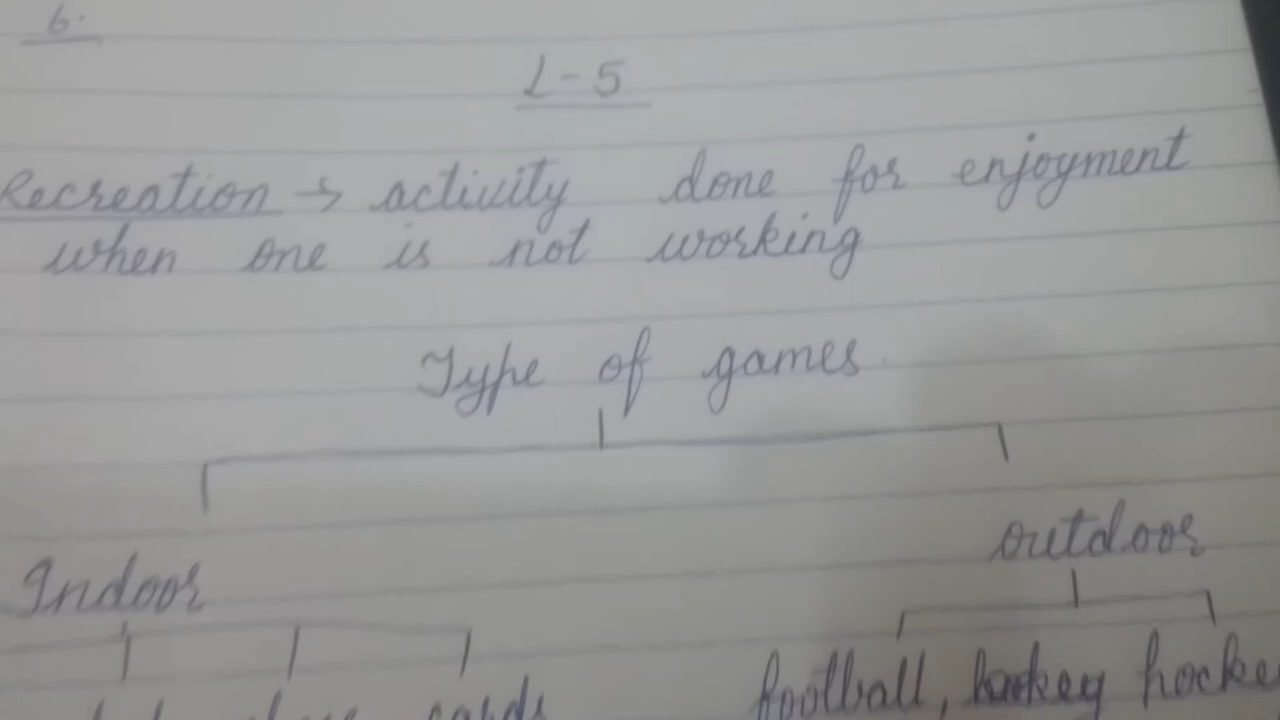 6.
L-5
Recreation → activity done for enjoyment
when one is not working
Type of games
Indoor
outdoor
cards
football, hockey